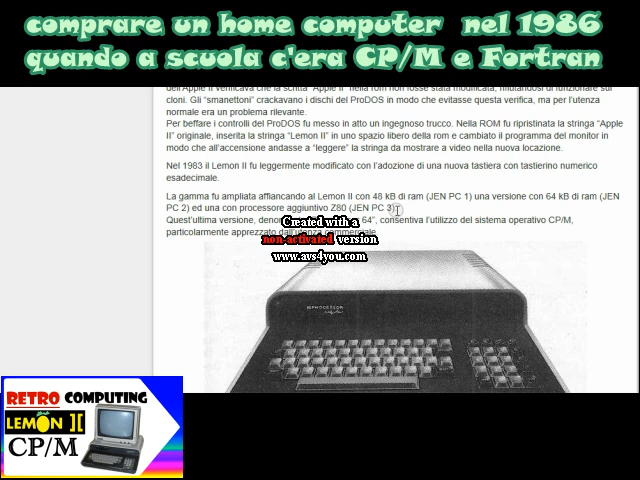 comprare un home computer nel 1986
quando a scuola c'era CP/M e Fortran
dell'Apple II verificava che la scritta "Apple II" nella rom non fosse stata modificata, rifiutandosi di funzionare sui
cloni. Gli "smanettoni" crackavano i dischi del ProDOS in modo che evitasse questa verifica, ma per l'utenza
normale era un problema rilevante.
Per beffare i controlli del ProDOS fu messo in atto un ingegnoso trucco. Nella ROM fu ripristinata la stringa "Apple
II" originale, inserita la stringa "Lemon II" in uno spazio libero della rom e cambiato il programma del monitor in
modo che all'accensione andasse a "leggere" la stringa da mostrare a video nella nuova locazione.
Nel 1983 il Lemon II fu leggermente modificato con l'adozione di una nuova tastiera con tastierino numerico
esadecimale.
La gamma fu ampliata affiancando al Lemon II con 48 kB di ram (JEN PC 1) una versione con 64 kB di ram (JEN
PC 2) ed una con processore aggiuntivo Z80 (JEN PC 3)
Quest'ultima versione, 64", consentiva l'utilizzo del sistema operativo CP/M,
particolarmente apprezzato dall'utenza commerciale
Created with a
non-activated version
www.avs4you.com
RETRO COMPUTING
LEMON ][
CP/M